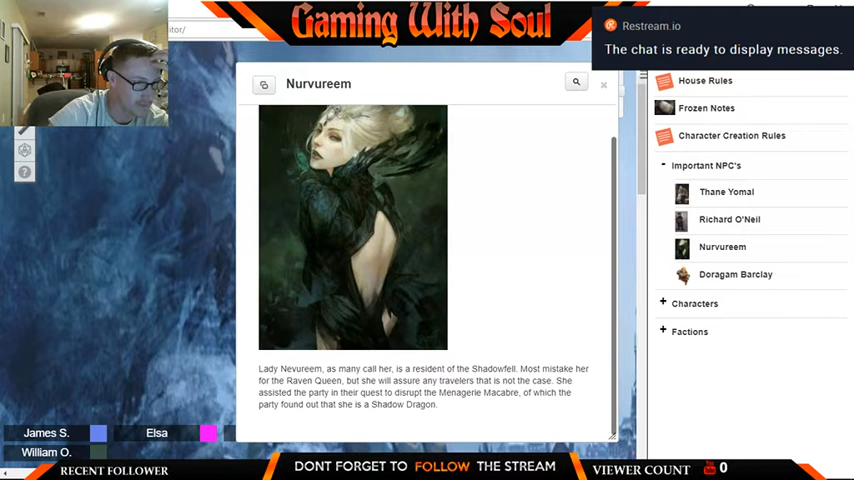 Gaming With Soul
Restream.io
The chat is ready to display messages.
itor/
Nurvureem
House Rules
Frozen Notes
Character Creation Rules
- Important NPC's
Thane Yomal
Richard O'Neil
Nurvureem
Doragam Barclay
+ Characters
+ Factions
Lady Nevureem, as many call her, is a resident of the Shadowfell. Most mistake her
for the Raven Queen, but she will assure any travelers that is not the case. She
assisted the party in their quest to disrupt the Menagerie Macabre, of which the
party found out that she is a Shadow Dragon.
James S.
Elsa
William O.
RECENT FOLLOWER
DONT FORGET TO FOLLOW THE STREAM
VIEWER COUNT 0